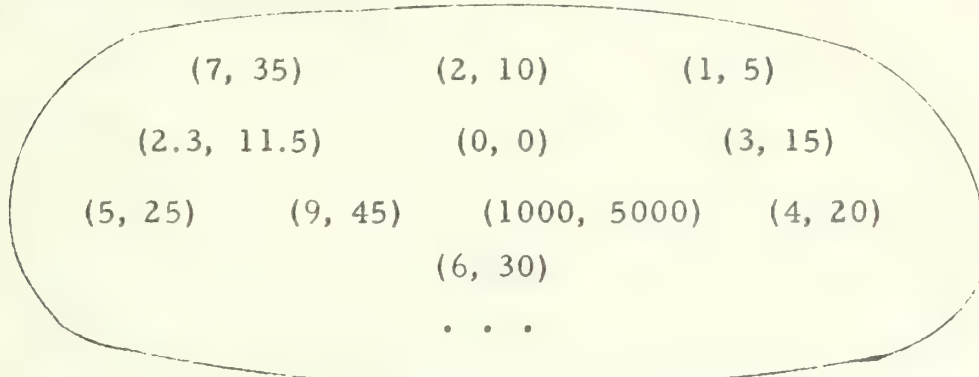 (7, 35) (2, 10) (1, 5)
(2.3, 11.5) (0, 0) (3, 15)
(5, 25) (9, 45) (1000, 5000) (4, 20)
(6, 30)
. . .